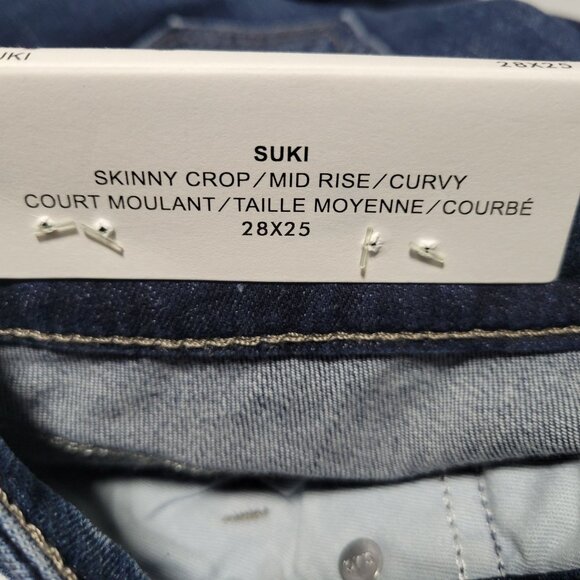 UKI
28X25
SUKI
SKINNY CROP/MID RISE/CURVY
COURT MOULANT/TAILLE MOYENNE/COURBÉ
28X25